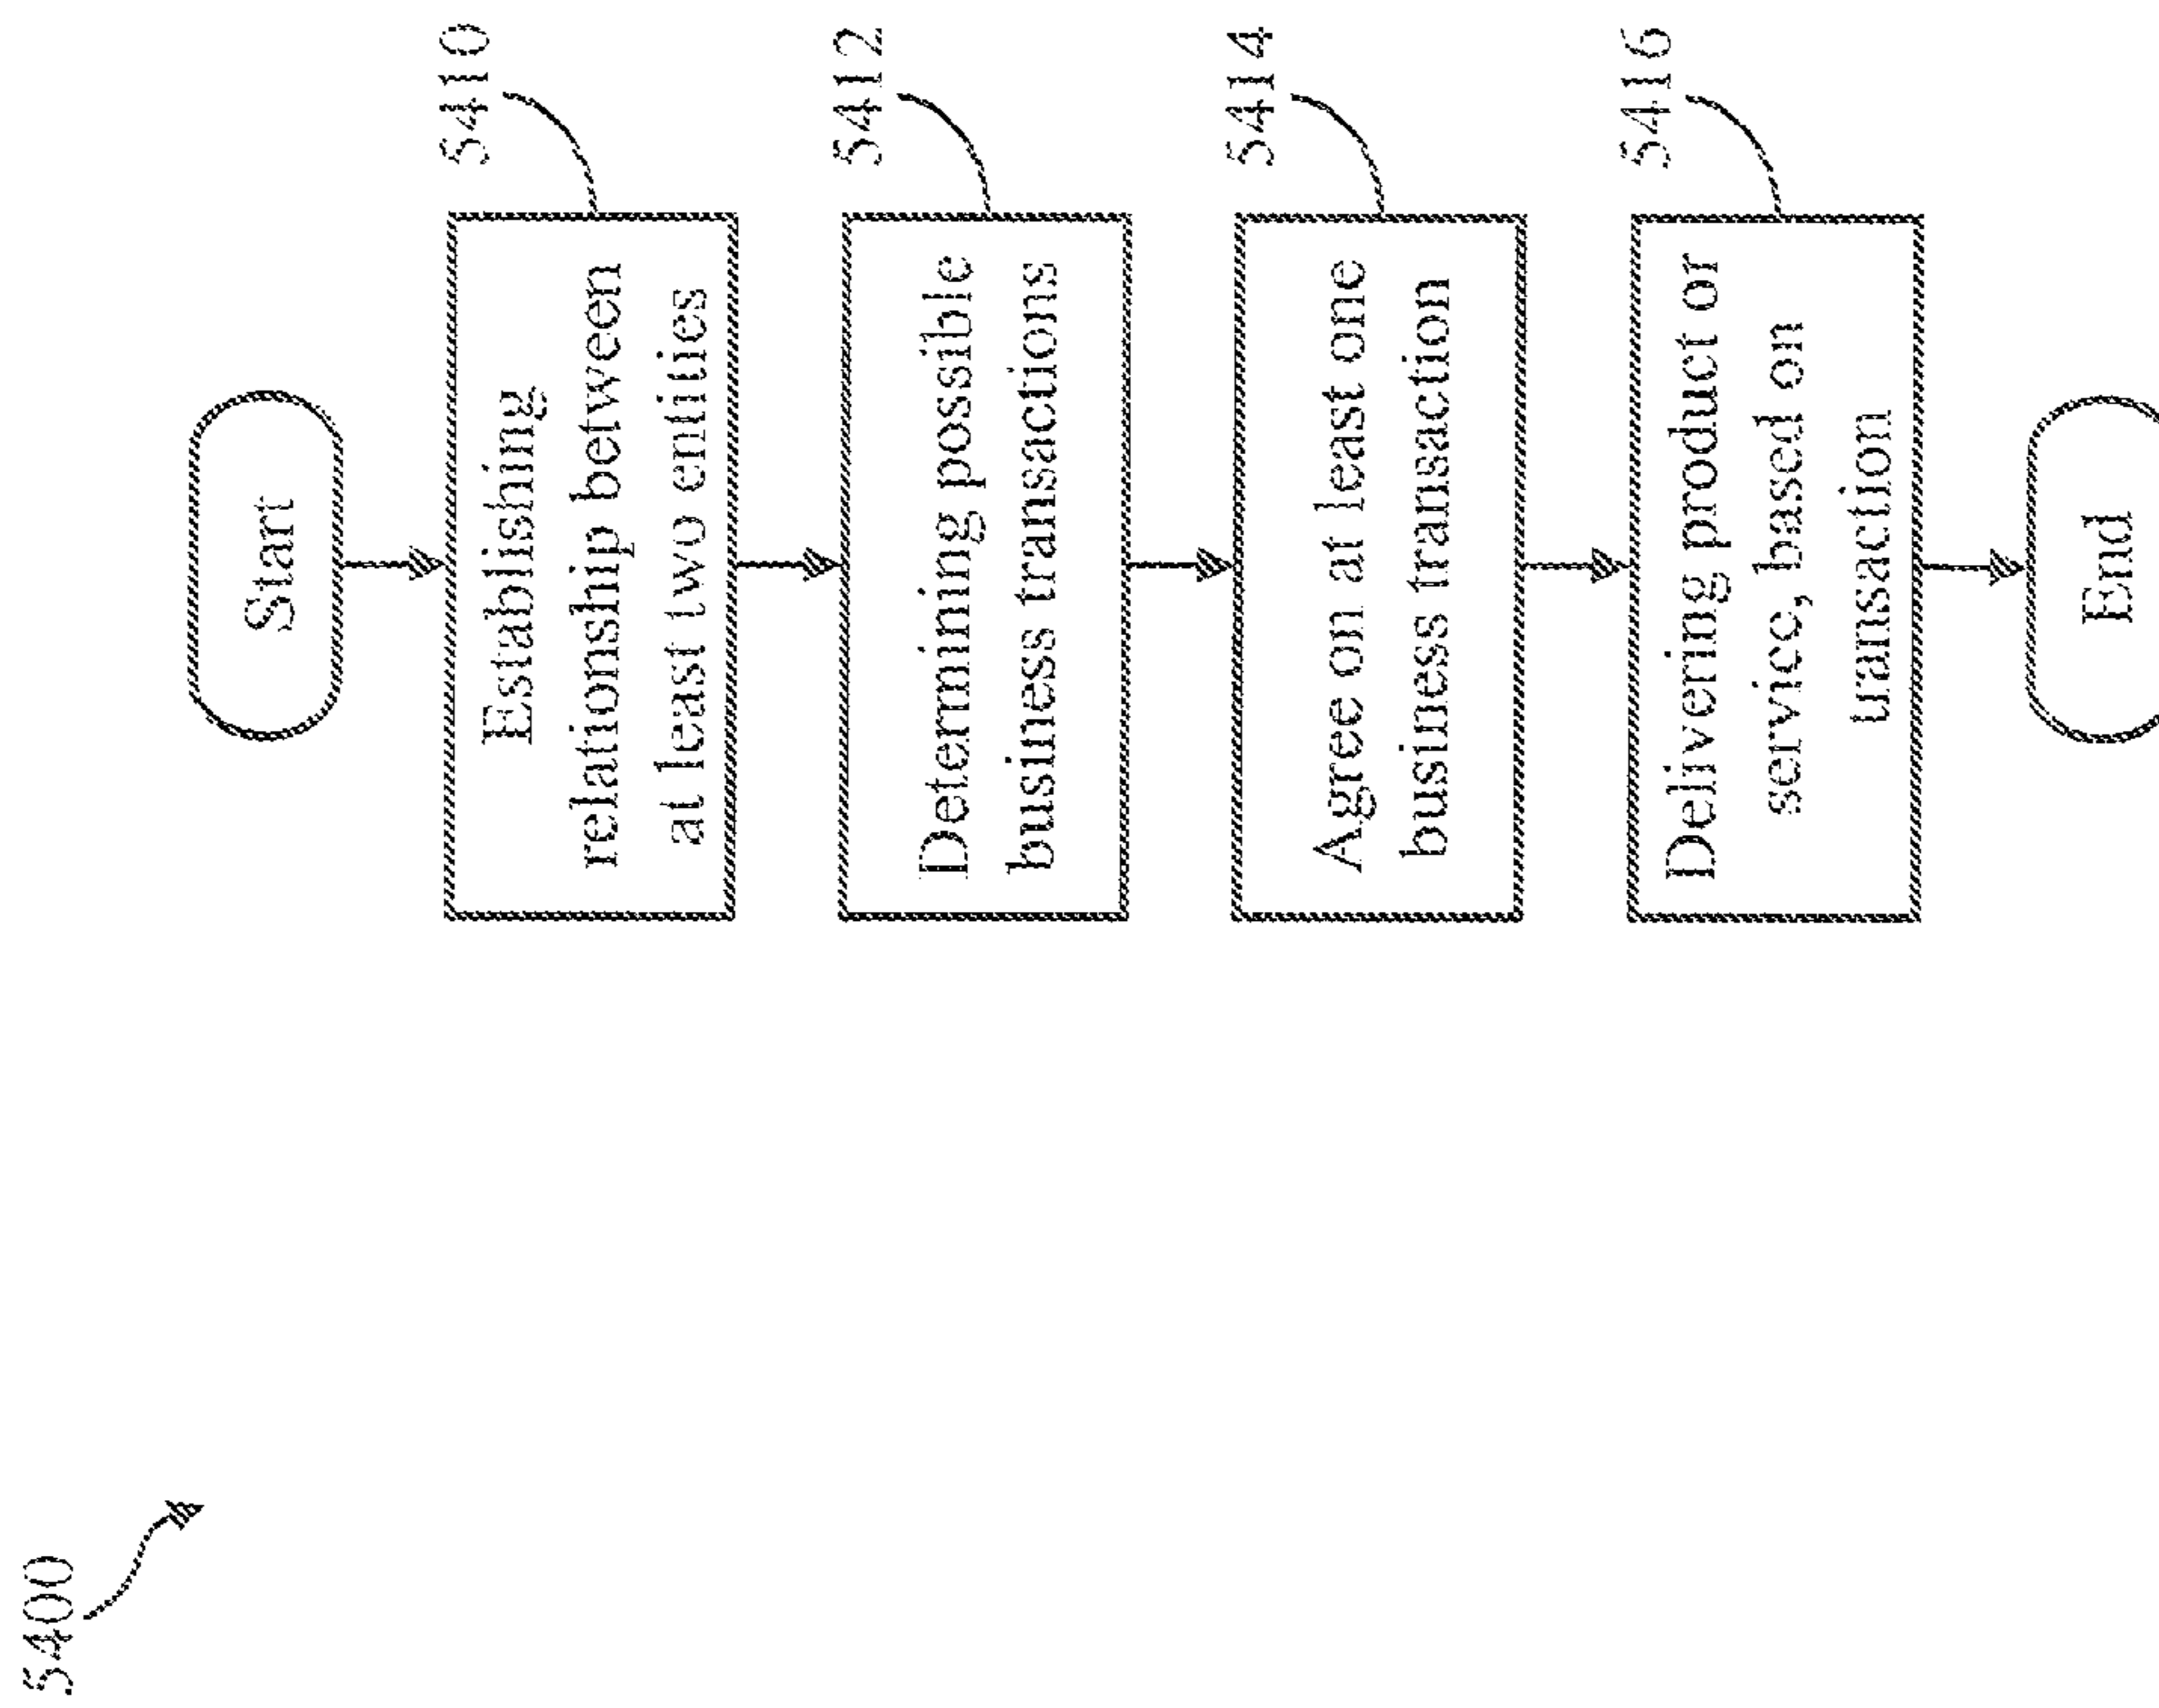 5400
Start
Establishing
relationship between
at least two entities
5410
Determining possible
business transactions
5412
Agree on at least one
business transaction
5414
Delivering product or
service, based on
transaction
5416
End